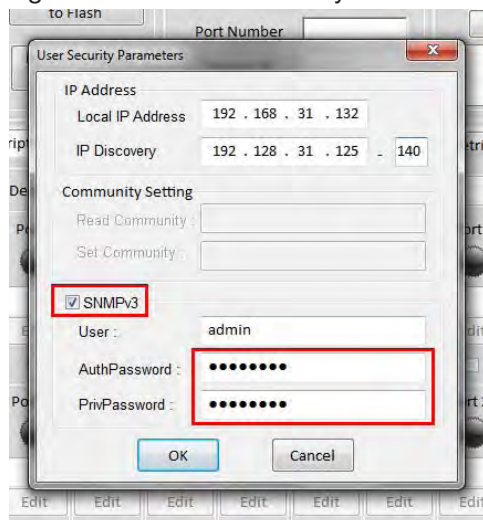 to Flash
Port Number
User Security Parameters
IP Address
Local IP Address 192 . 168 . 31 . 132
IP Discovery 192 . 128 . 31 . 125 - 140
Community Setting
Read Community :
Set Community :
SNMPv3
User : admin
AuthPassword : ●●●●●●●●
PrivPassword : ●●●●●●●●
OK Cancel
Edit Edit Edit Edit Edit Edit Edit